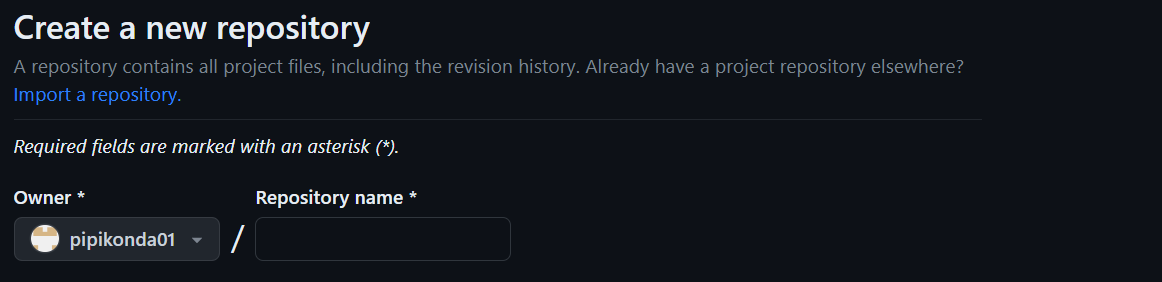 Create a new repository
A repository contains all project files, including the revision history. Already have a project repository elsewhere?
Import a repository.
Required fields are marked with an asterisk (*).
Owner * Repository name *
pipikonda01 /